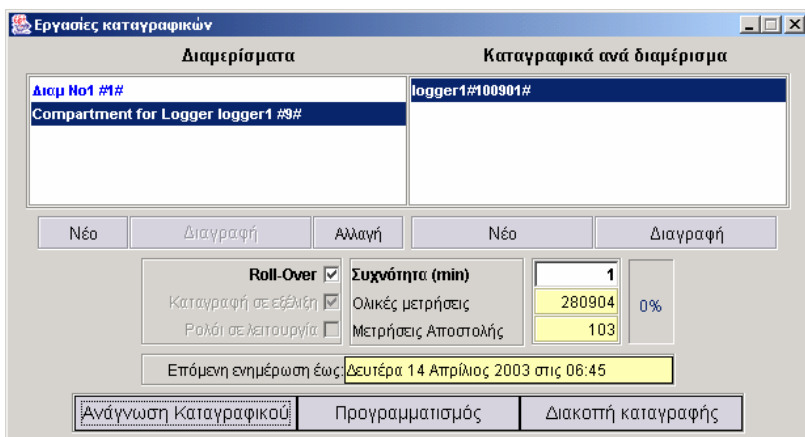 Εργασίες καταγραφικών
Διαμερίσματα
Καταγραφικά ανά διαμέρισμα
Διαμ Νο1 #1#
Compartment for Logger logger1 #9#
logger1#100901#
Νέο
Διαγραφή
Αλλαγή
Νέο
Διαγραφή
Roll-Over
Συχνότητα (min)
1
Καταγραφή σε εξέλιξη
Ολικές μετρήσεις
280904
0%
Ρολόι σε λειτουργία
Μετρήσεις Αποστολής
103
Επόμενη ενημέρωση έως:
Δευτέρα 14 Απρίλιος 2003 στις 06:45
Ανάγνωση Καταγραφικού
Προγραμματισμός
Διακοπή καταγραφής